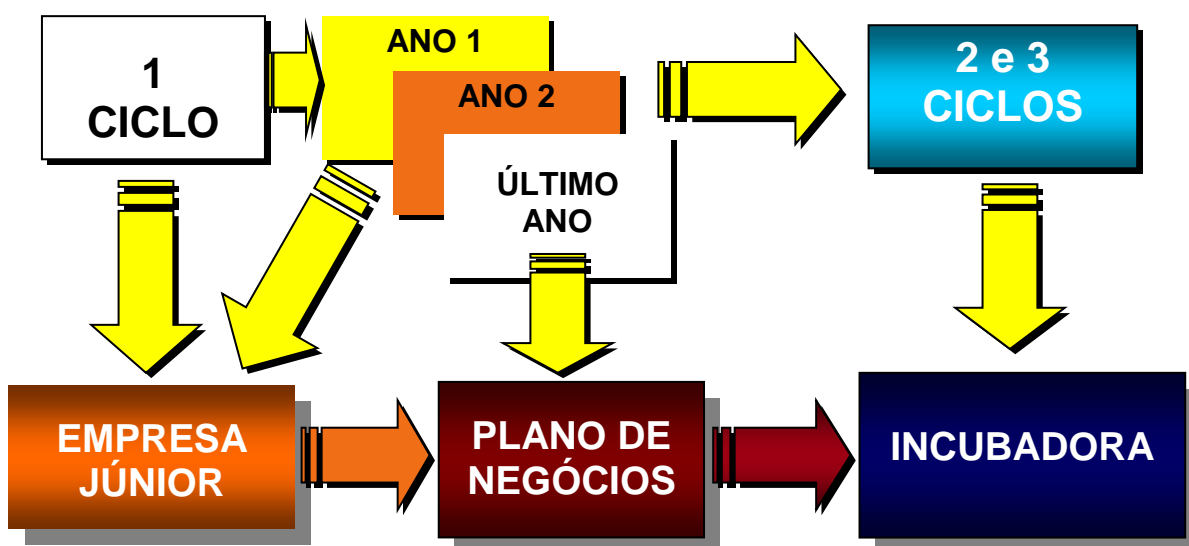 1
CICLO
ANO 1
ANO 2
ÚLTIMO
ANO
2 e 3
CICLOS
EMPRESA
JÚNIOR
PLANO DE
NEGÓCIOS
INCUBADORA